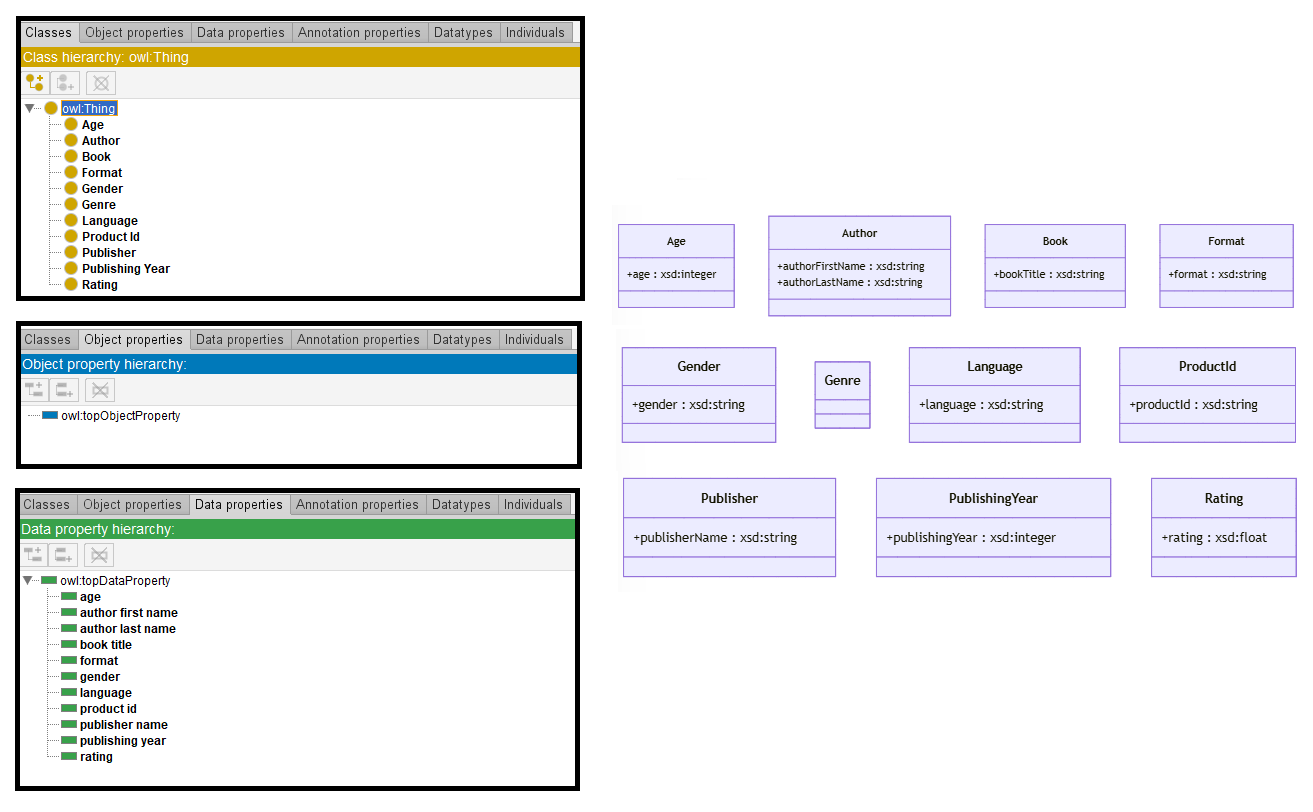 Classes Object properties Data properties Annotation properties Datatypes Individuals
Class hierarchy: owl:Thing
owl:Thing
Age
Author
Book
Format
Gender
Genre
Language
Product Id
Publisher
Publishing Year
Rating
Classes Object properties Data properties Annotation properties Datatypes Individuals
Object property hierarchy:
owl:topObjectProperty
Classes Object properties Data properties Annotation properties Datatypes Individuals
Data property hierarchy:
owl:topDataProperty
age
author first name
author last name
book title
format
gender
language
product id
publisher name
publishing year
rating
Age
+age : xsd:integer
Author
+authorFirstName : xsd:string
+authorLastName : xsd:string
Book
+bookTitle : xsd:string
Format
+format : xsd:string
Gender
+gender : xsd:string
Genre
Language
+language : xsd:string
ProductId
+productId : xsd:string
Publisher
+publisherName : xsd:string
PublishingYear
+publishingYear : xsd:integer
Rating
+rating : xsd:float